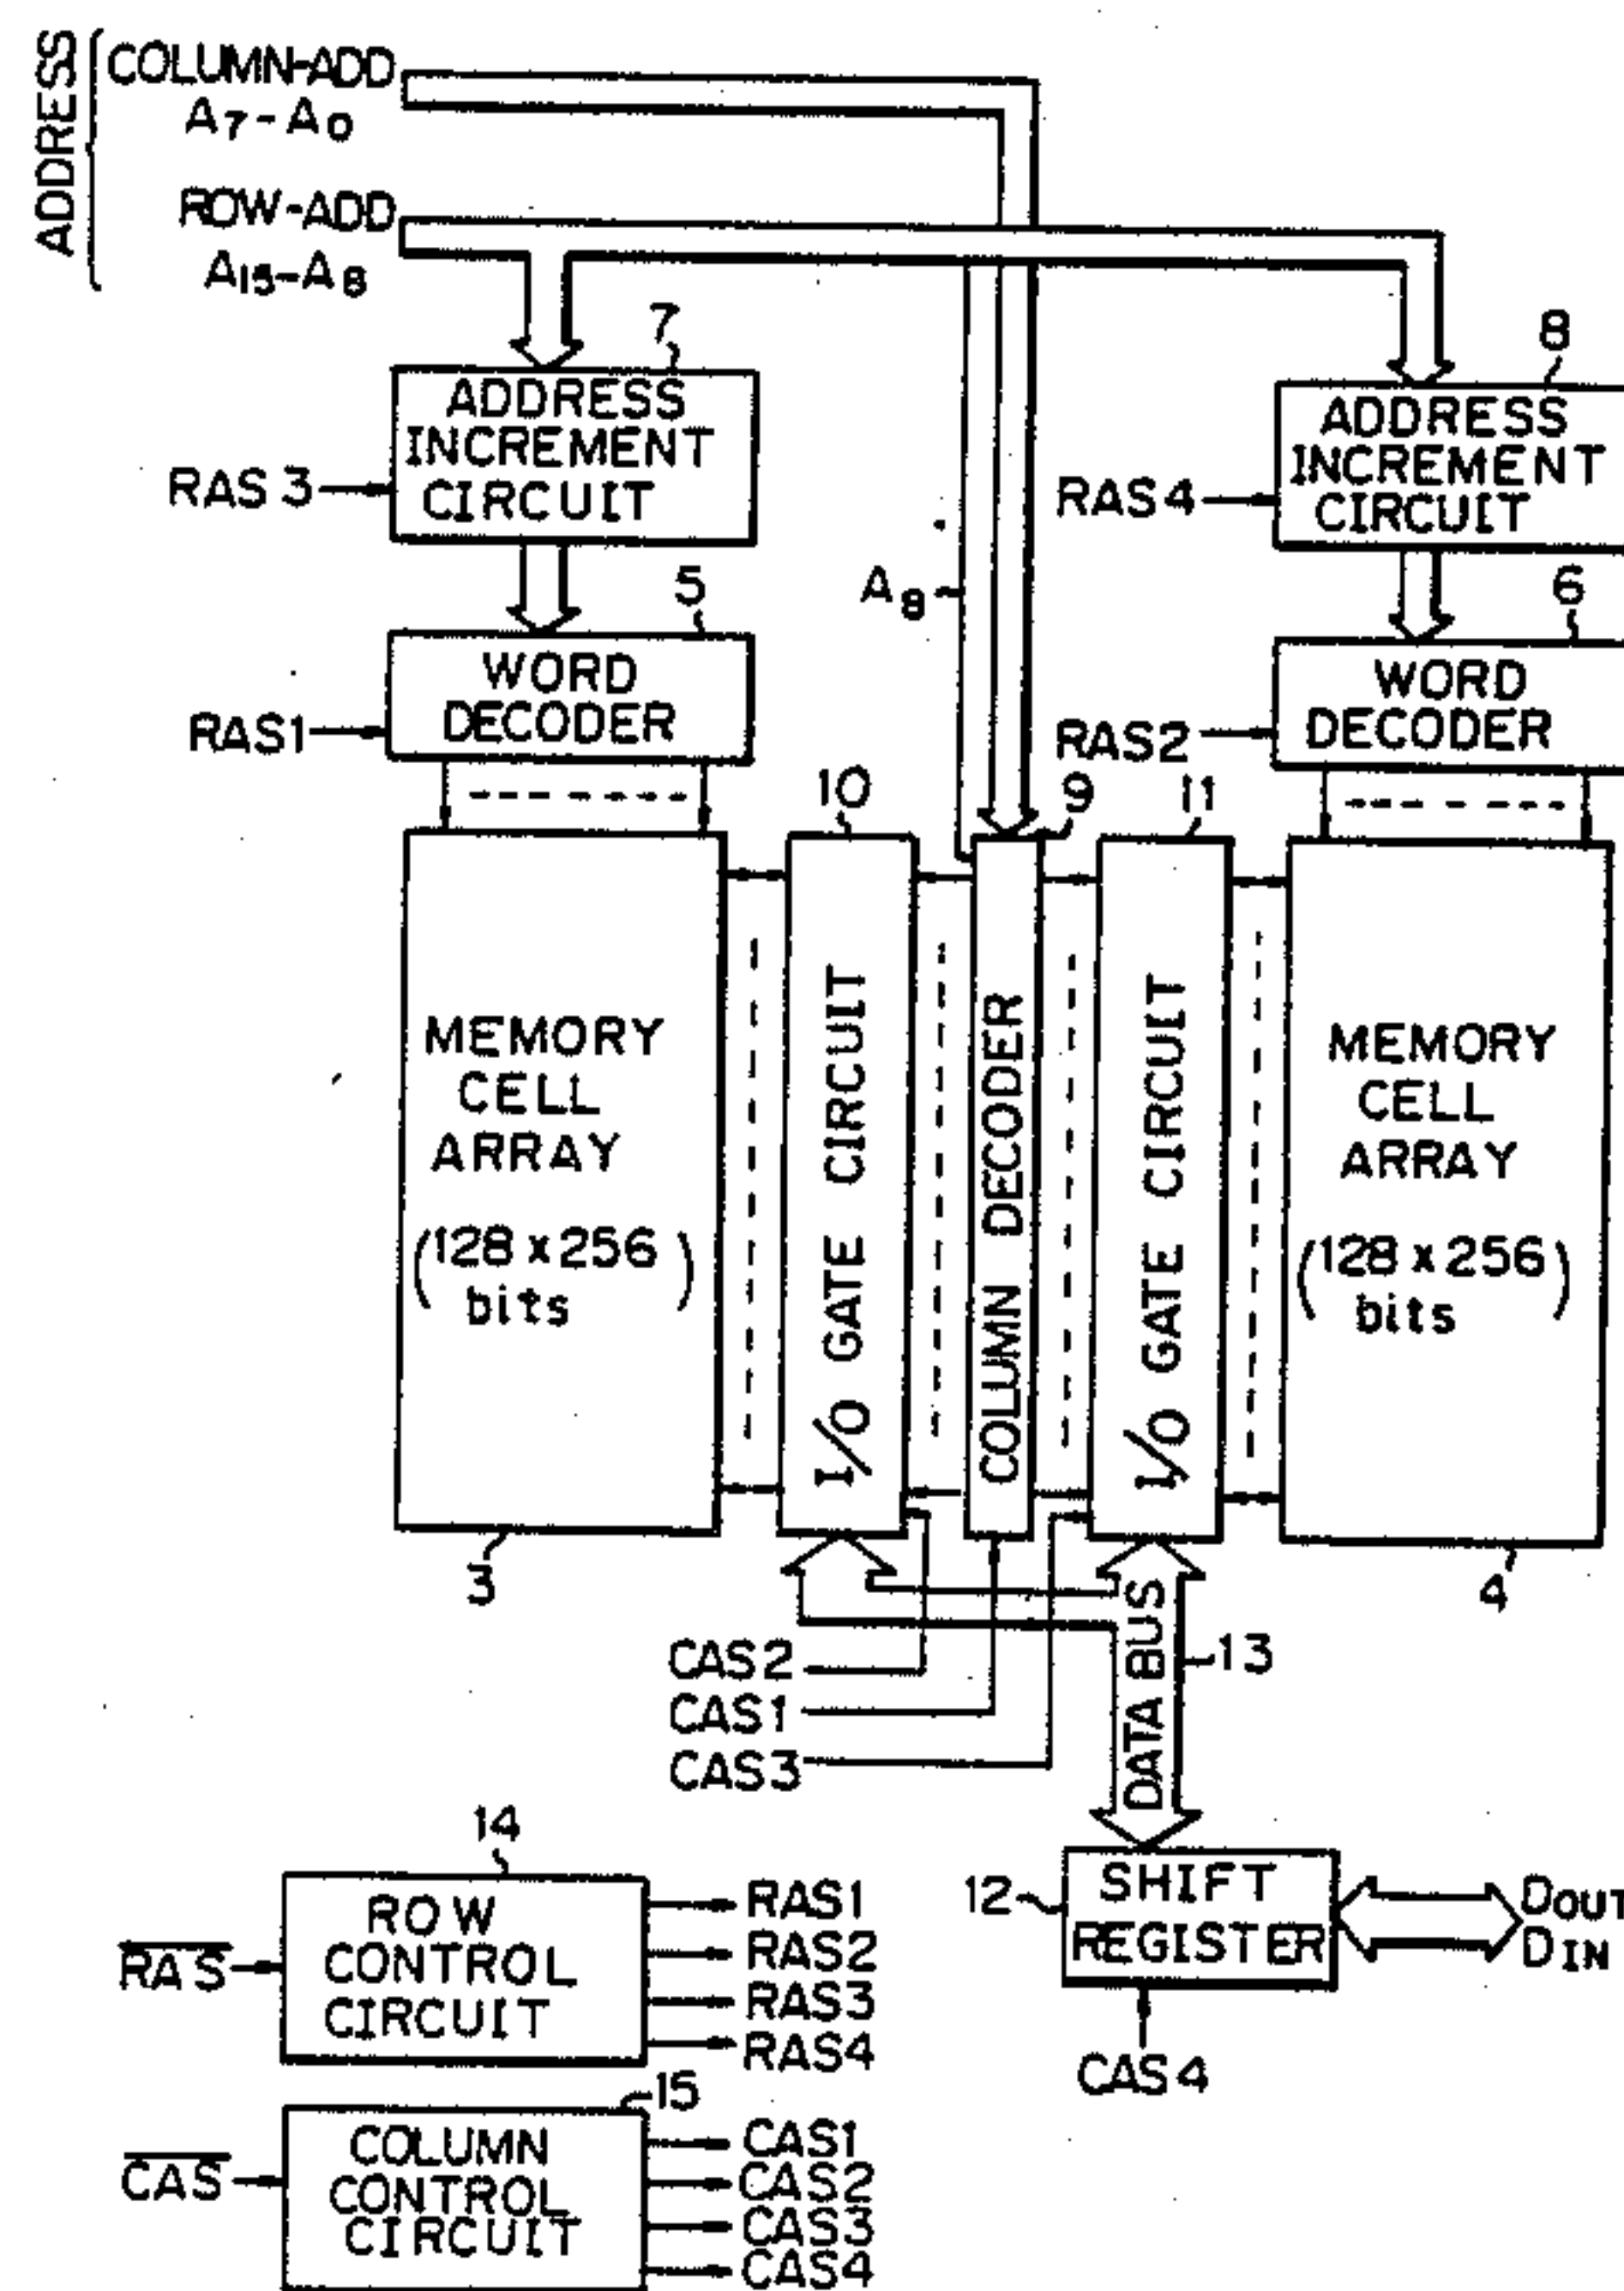 ADDRESS
COLUMN-ADD
A7-A0
ROW-ADD
A15-A8
7
8
ADDRESS
INCREMENT
CIRCUIT
ADDRESS
INCREMENT
CIRCUIT
RAS3
RAS4
A8
5
6
WORD
DECODER
WORD
DECODER
RAS1
RAS2
10
9
11
MEMORY
CELL
ARRAY
(128 x 256)
bits
I/O GATE CIRCUIT
COLUMN DECODER
I/O GATE CIRCUIT
MEMORY
CELL
ARRAY
(128 x 256)
bits
3
4
CAS2
CAS1
CAS3
DATA BUS
13
14
ROW
CONTROL
CIRCUIT
RAS
RAS1
RAS2
RAS3
RAS4
12
SHIFT
REGISTER
DOUT
DIN
CAS4
15
COLUMN
CONTROL
CIRCUIT
CAS
CAS1
CAS2
CAS3
CAS4